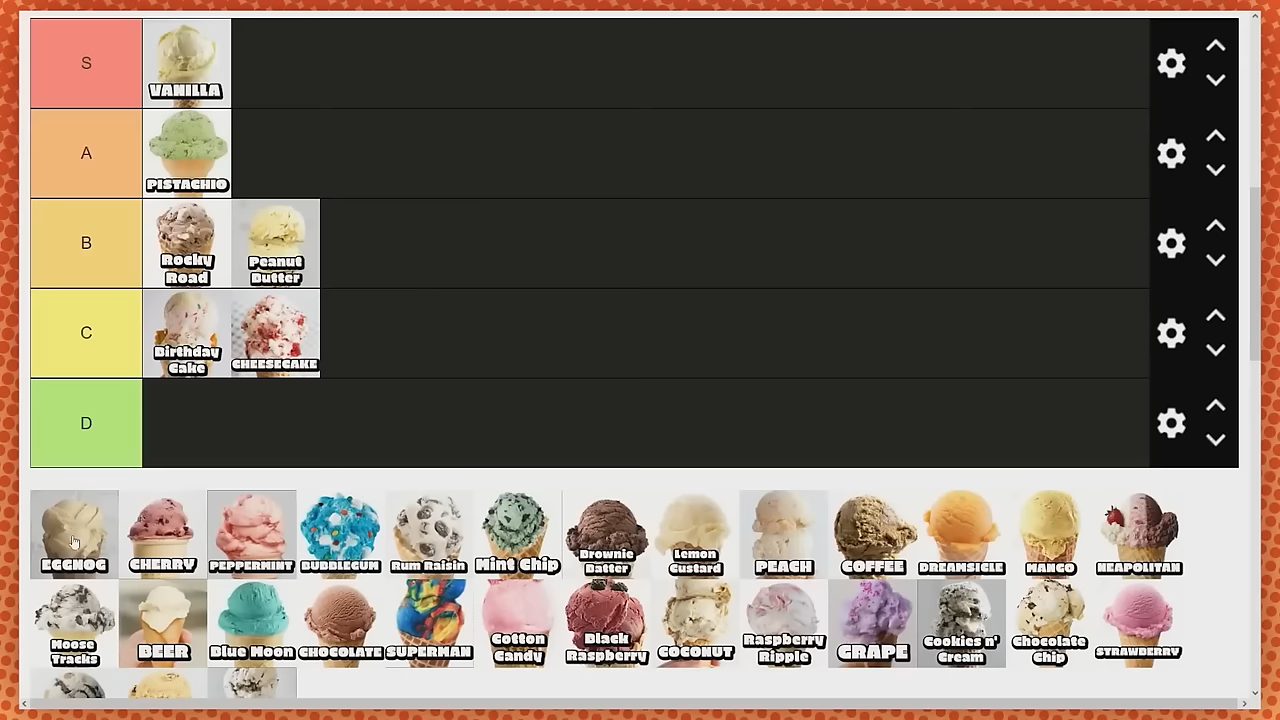 S
VANILLA
A
PISTACHIO
B
Rocky
Road
Peanut
Butter
C
Birthday
Cake
CHEESECAKE
D
EGGNOG
CHERRY
PEPPERMINT
BUBBLEGUM
Rum Raisin
Mint Chip
Brownie
Batter
Lemon
Custard
PEACH
COFFEE
DREAMSICLE
MANGO
NEAPOLITAN
Moose
Tracks
BEER
Blue Moon
CHOCOLATE
SUPERMAN
Cotton
Candy
Black
Raspberry
COCONUT
Raspberry
Ripple
GRAPE
Cookies n'
Cream
Chocolate
Chip
STRAWBERRY